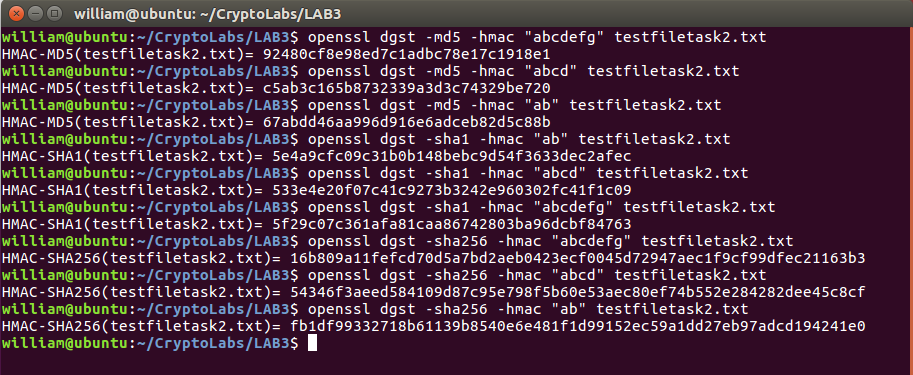 william@ubuntu: ~/CryptoLabs/LAB3
william@ubuntu:~/CryptoLabs/LAB3$ openssl dgst -md5 -hmac "abcdefg" testfiletask2.txt
HMAC-MD5(testfiletask2.txt)= 92480cf8e98ed7c1adbc78e17c1918e1
william@ubuntu:~/CryptoLabs/LAB3$ openssl dgst -md5 -hmac "abcd" testfiletask2.txt
HMAC-MD5(testfiletask2.txt)= c5ab3c165b8732339a3d3c74329be720
william@ubuntu:~/CryptoLabs/LAB3$ openssl dgst -md5 -hmac "ab" testfiletask2.txt
HMAC-MD5(testfiletask2.txt)= 67abdd46aa996d916e6adceb82d5c88b
william@ubuntu:~/CryptoLabs/LAB3$ openssl dgst -sha1 -hmac "ab" testfiletask2.txt
HMAC-SHA1(testfiletask2.txt)= 5e4a9cfc09c31b0b148bebc9d54f3633dec2afec
william@ubuntu:~/CryptoLabs/LAB3$ openssl dgst -sha1 -hmac "abcd" testfiletask2.txt
HMAC-SHA1(testfiletask2.txt)= 533e4e20f07c41c9273b3242e960302fc41f1c09
william@ubuntu:~/CryptoLabs/LAB3$ openssl dgst -sha1 -hmac "abcdefg" testfiletask2.txt
HMAC-SHA1(testfiletask2.txt)= 5f29c07c361afa81caa86742803ba96dcbf84763
william@ubuntu:~/CryptoLabs/LAB3$ openssl dgst -sha256 -hmac "abcdefg" testfiletask2.txt
HMAC-SHA256(testfiletask2.txt)= 16b809a11fefcd70d5a7bd2aeb0423ecf0045d72947aec1f9cf99dfec21163b3
william@ubuntu:~/CryptoLabs/LAB3$ openssl dgst -sha256 -hmac "abcd" testfiletask2.txt
HMAC-SHA256(testfiletask2.txt)= 54346f3aeed584109d87c95e798f5b60e53aec80ef74b552e284282dee45c8cf
william@ubuntu:~/CryptoLabs/LAB3$ openssl dgst -sha256 -hmac "ab" testfiletask2.txt
HMAC-SHA256(testfiletask2.txt)= fb1df99332718b61139b8540e6e481f1d99152ec59a1dd27eb97adcd194241e0
william@ubuntu:~/CryptoLabs/LAB3$